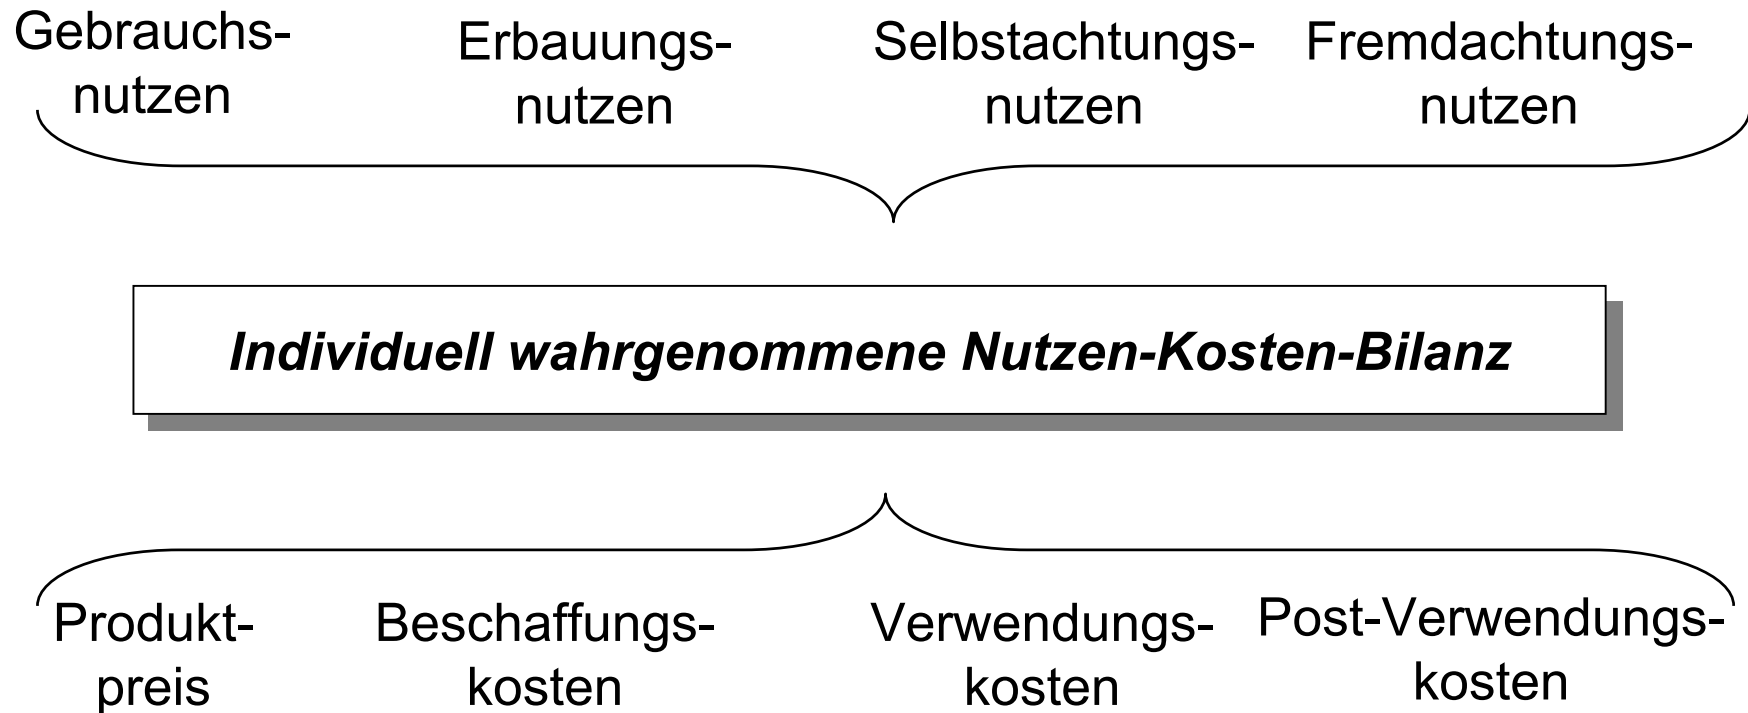 Gebrauchs-
nutzen
Erbauungs-
nutzen
Selbstachtungs-
nutzen
Fremdachtungs-
nutzen
Individuell wahrgenommene Nutzen-Kosten-Bilanz
Produkt-
preis
Beschaffungs-
kosten
Verwendungs-
kosten
Post-Verwendungs-
kosten